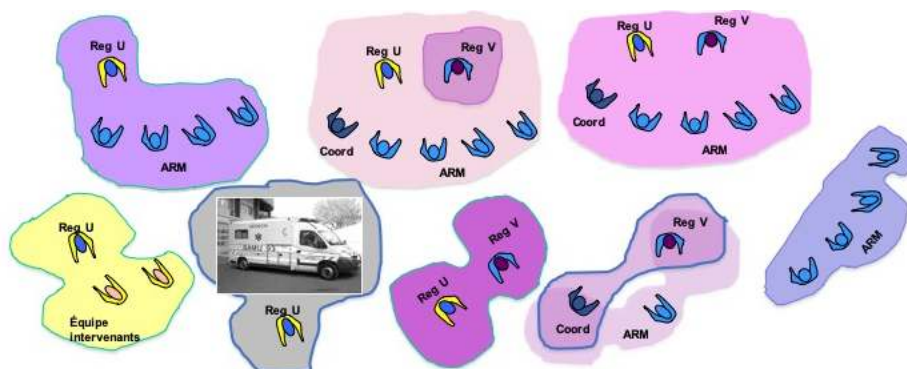 Reg U
ARM
Reg U
Reg V
Coord
ARM
Reg U
Reg V
Coord
ARM
Reg U
Équipe
intervenants
SAMU 93
Reg U
Reg V
Reg U
Reg V
Coord
ARM
ARM